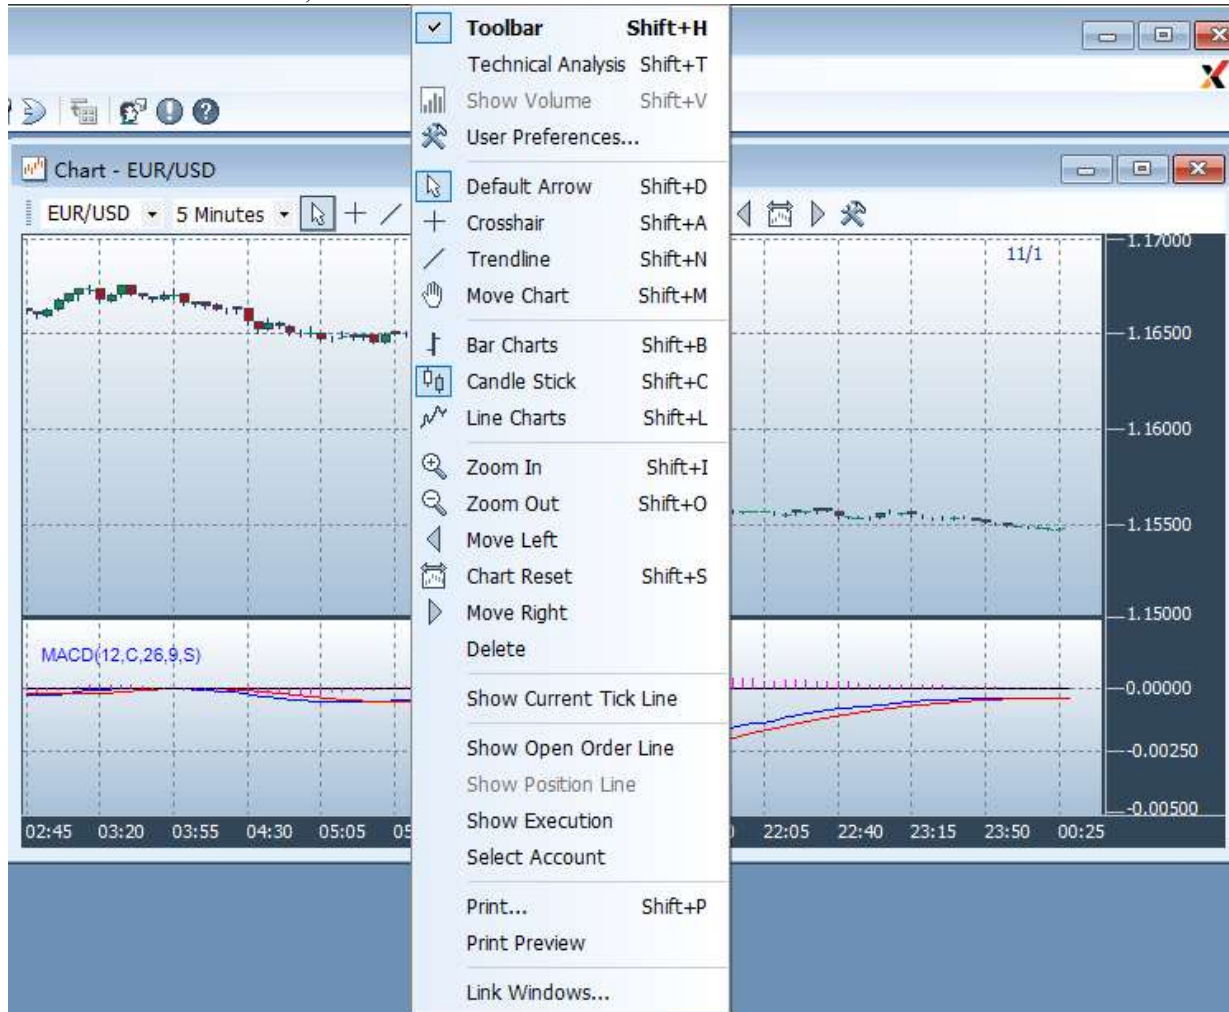 Toolbar Shift+H
Technical Analysis Shift+T
Show Volume Shift+V
User Preferences...
Chart - EUR/USD
Default Arrow Shift+D
EUR/USD 5 Minutes
Crosshair Shift+A
1.17000
11/1
Trendline Shift+N
Move Chart Shift+M
1.16500
Bar Charts Shift+B
Candle Stick Shift+C
Line Charts Shift+L
1.16000
Zoom In Shift+I
Zoom Out Shift+O
1.15500
Move Left
Chart Reset Shift+S
Move Right
1.15000
Delete
MACD(12,C,26,9,S)
0.00000
Show Current Tick Line
Show Open Order Line
-0.00250
Show Position Line
-0.00500
Show Execution
02:45 03:20 03:55 04:30 05:05 22:05 22:40 23:15 23:50 00:25
Select Account
Print... Shift+P
Print Preview
Link Windows...